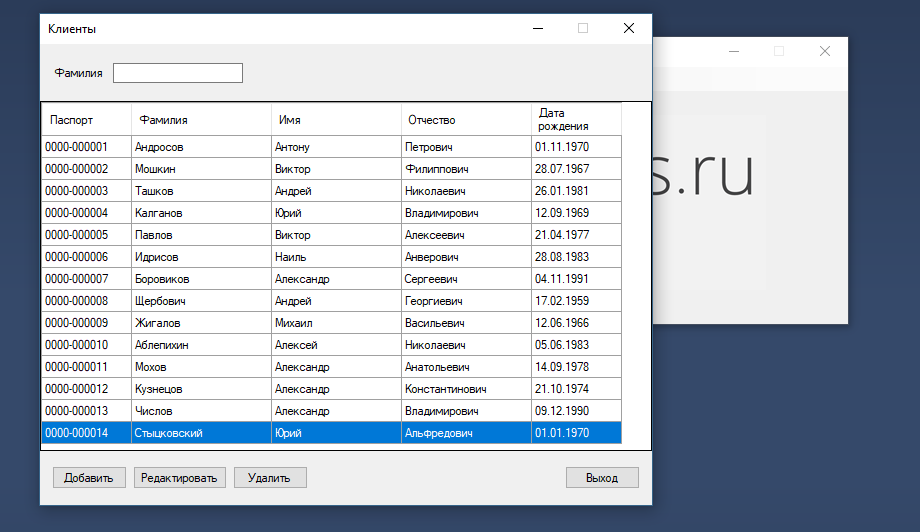 Клиенты
Фамилия
Паспорт Фамилия Имя Отчество Дата рождения
0000-000001 Андросов Антону Петрович 01.11.1970
0000-000002 Мошкин Виктор Филиппович 28.07.1967
0000-000003 Ташков Андрей Николаевич 26.01.1981
0000-000004 Калганов Юрий Владимирович 12.09.1969
0000-000005 Павлов Виктор Алексеевич 21.04.1977
0000-000006 Идрисов Наиль Анверович 28.08.1983
0000-000007 Боровиков Александр Сергеевич 04.11.1991
0000-000008 Щербович Андрей Георгиевич 17.02.1959
0000-000009 Жигалов Михаил Васильевич 12.06.1966
0000-000010 Аблепихин Алексей Николаевич 05.06.1983
0000-000011 Мохов Александр Анатольевич 14.09.1978
0000-000012 Кузнецов Александр Константинович 21.10.1974
0000-000013 Числов Александр Владимирович 09.12.1990
0000-000014 Стыцковский Юрий Альфредович 01.01.1970
Добавить Редактировать Удалить Выход
s.ru